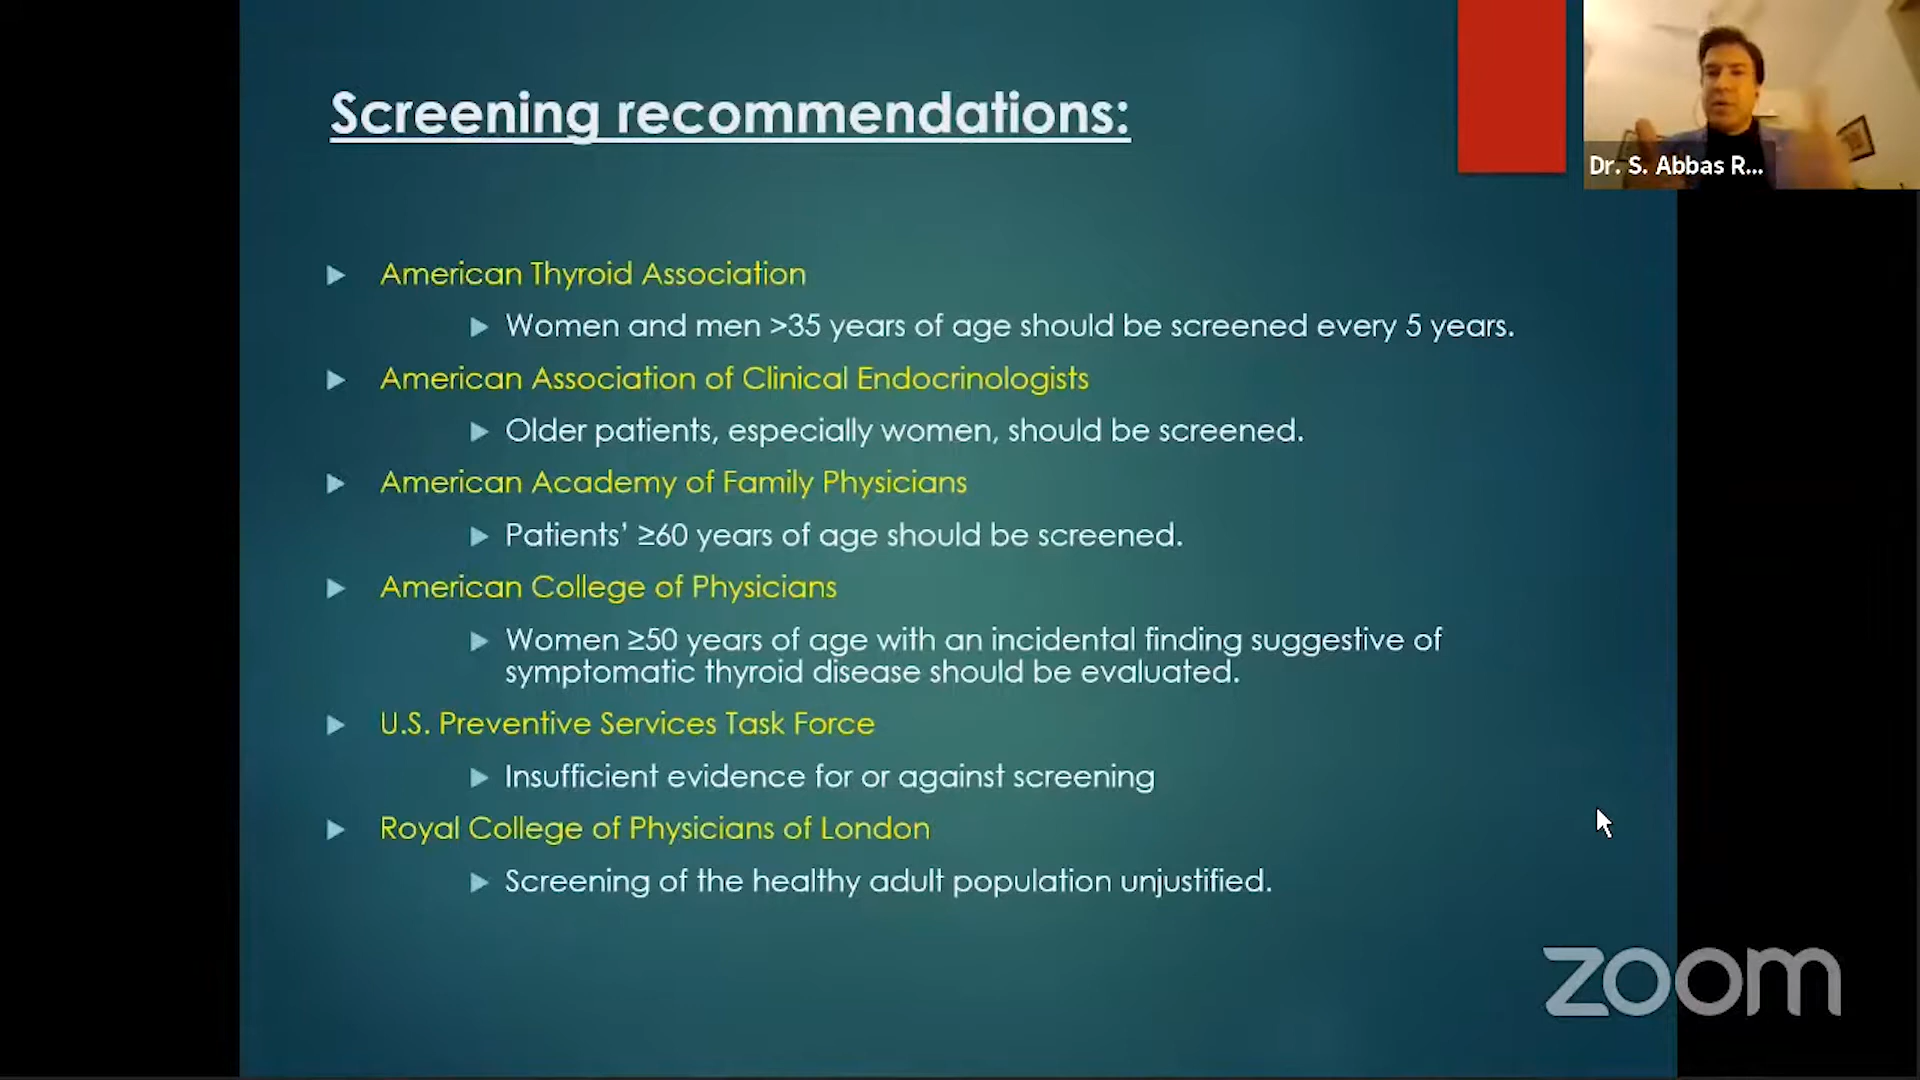 Screening recommendations:
Dr. S. Abbas R...
American Thyroid Association
Women and men >35 years of age should be screened every 5 years.
American Association of Clinical Endocrinologists
Older patients, especially women, should be screened.
American Academy of Family Physicians
Patients’ ≥60 years of age should be screened.
American College of Physicians
Women ≥50 years of age with an incidental finding suggestive of
symptomatic thyroid disease should be evaluated.
U.S. Preventive Services Task Force
Insufficient evidence for or against screening
Royal College of Physicians of London
Screening of the healthy adult population unjustified.
zoom